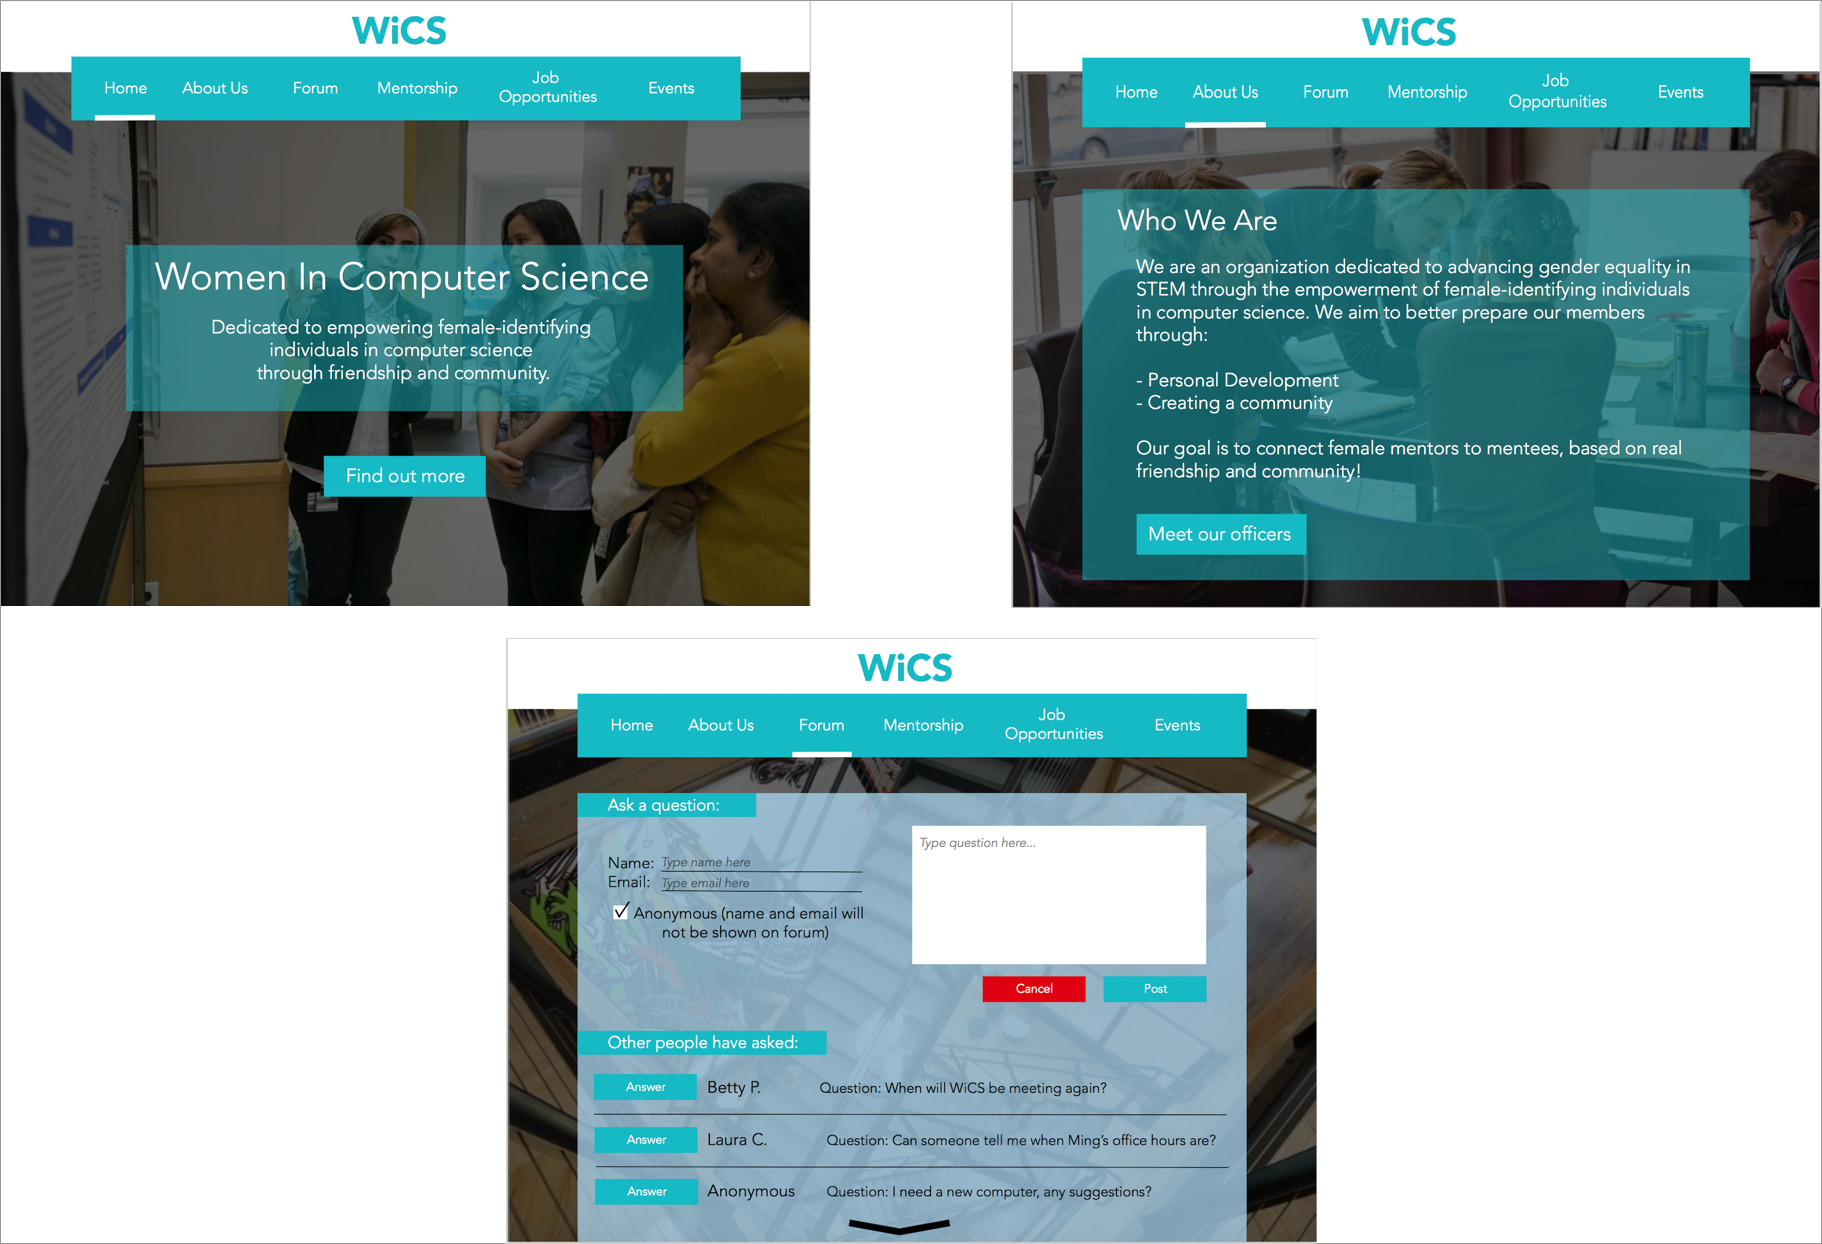 WiCS
Home About Us Forum Mentorship Job Opportunities Events
Women In Computer Science
Dedicated to empowering female-identifying
individuals in computer science
through friendship and community.
Find out more
WiCS
Home About Us Forum Mentorship Job Opportunities Events
Who We Are
We are an organization dedicated to advancing gender equality in
STEM through the empowerment of female-identifying individuals
in computer science. We aim to better prepare our members
through:
- Personal Development
- Creating a community
Our goal is to connect female mentors to mentees, based on real
friendship and community!
Meet our officers
WiCS
Home About Us Forum Mentorship Job Opportunities Events
Ask a question:
Name: Type name here
Email: Type email here
Anonymous (name and email will
not be shown on forum)
Type question here...
Cancel Post
Other people have asked:
Answer Betty P. Question: When will WiCS be meeting again?
Answer Laura C. Question: Can someone tell me when Ming's office hours are?
Answer Anonymous Question: I need a new computer, any suggestions?